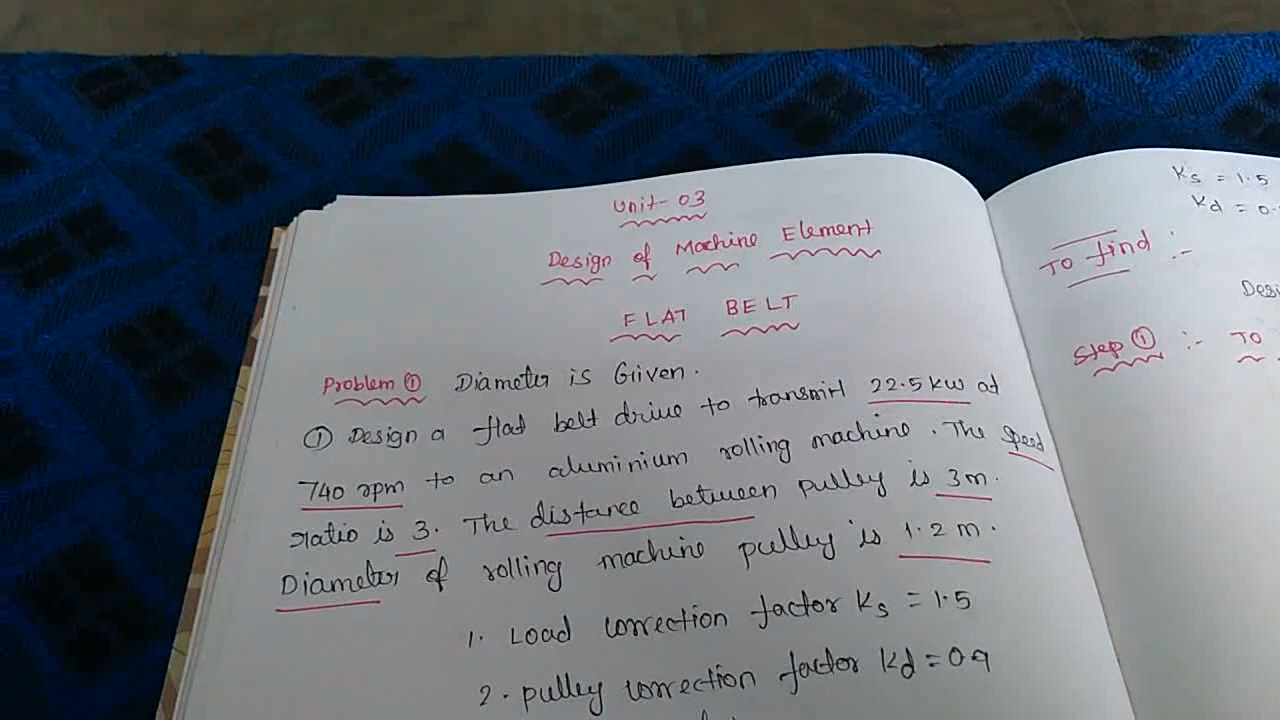 Unit-03
Design of Machine Element
FLAT BELT
Problem ① Diameter is Given.
① Design a flat belt drive to transmit 22.5 kW at
740 rpm to an aluminium rolling machine. The speed
ratio is 3. The distance between pulley is 3m.
Diameter of rolling machine pulley is 1.2 m.
1. Load correction factor Ks = 1.5
2. pulley correction factor Kd = 0.9
Ks = 1.5
Kd = 0.
TO find :-
Step ① :- TO